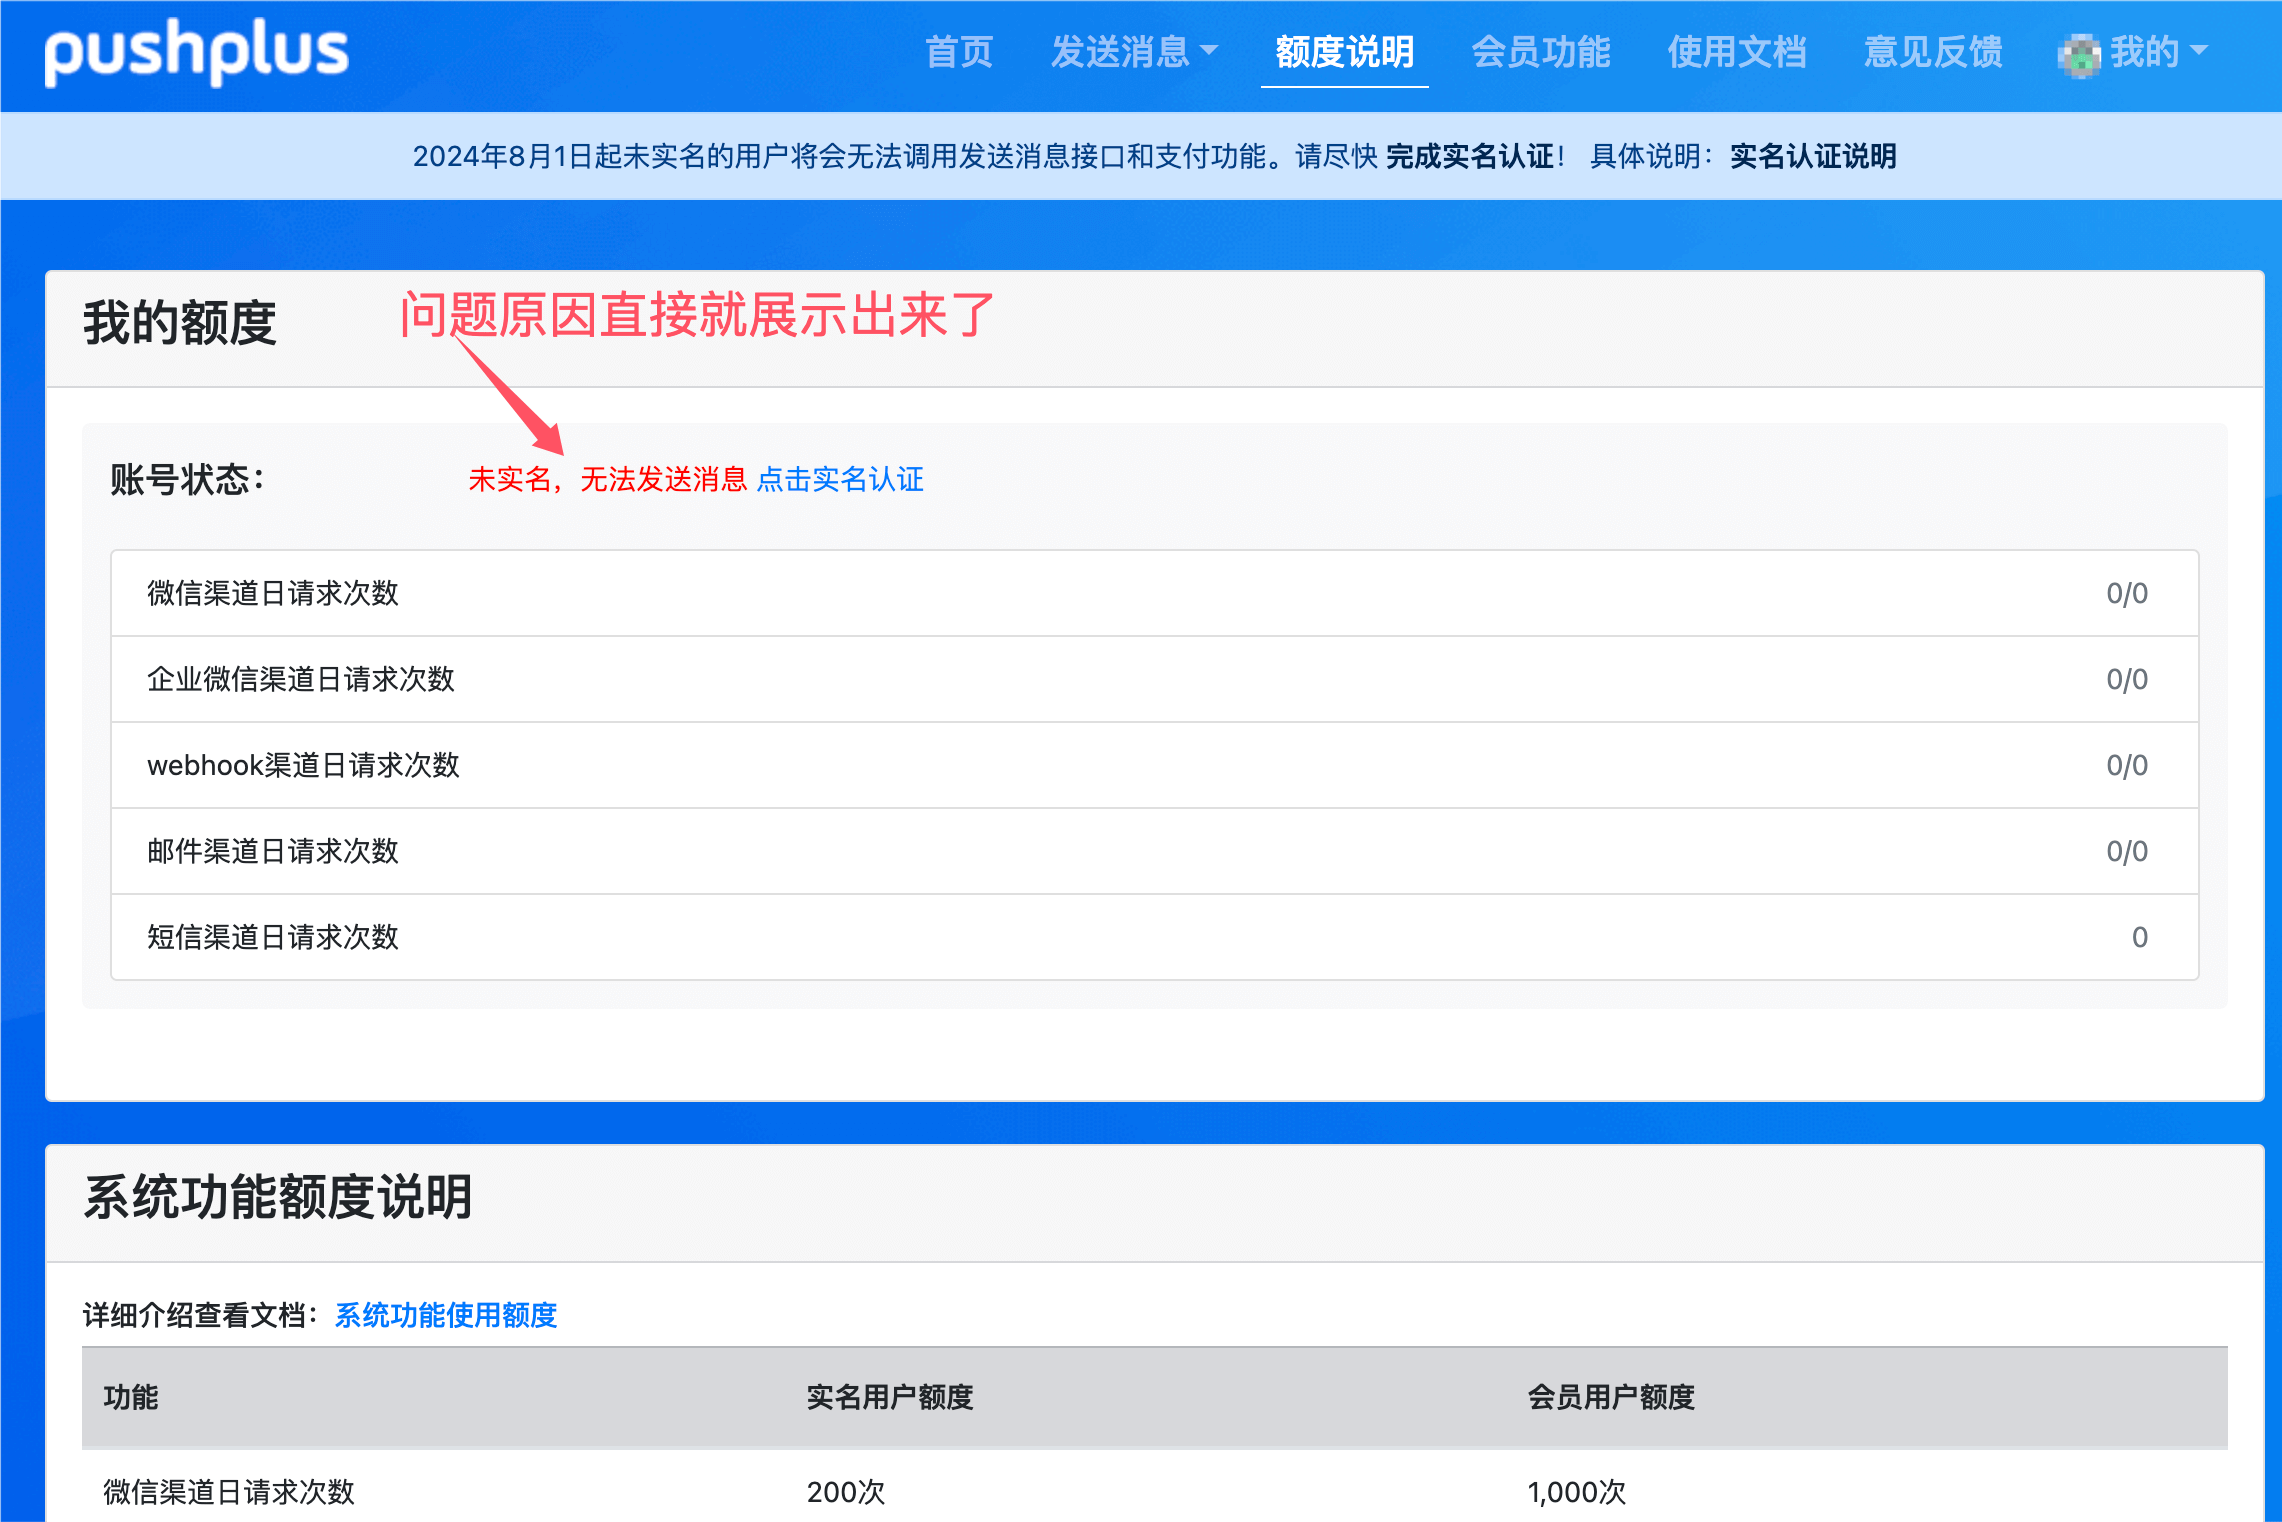 pushplus 首页 发送消息 额度说明 会员功能 使用文档 意见反馈 我的
2024年8月1日起未实名的用户将会无法调用发送消息接口和支付功能。请尽快 完成实名认证！ 具体说明：实名认证说明
我的额度 问题原因直接就展示出来了
账号状态： 未实名，无法发送消息 点击实名认证
微信渠道日请求次数 0/0
企业微信渠道日请求次数 0/0
webhook渠道日请求次数 0/0
邮件渠道日请求次数 0/0
短信渠道日请求次数 0
系统功能额度说明
详细介绍查看文档：系统功能使用额度
功能 实名用户额度 会员用户额度
微信渠道日请求次数 200次 1,000次